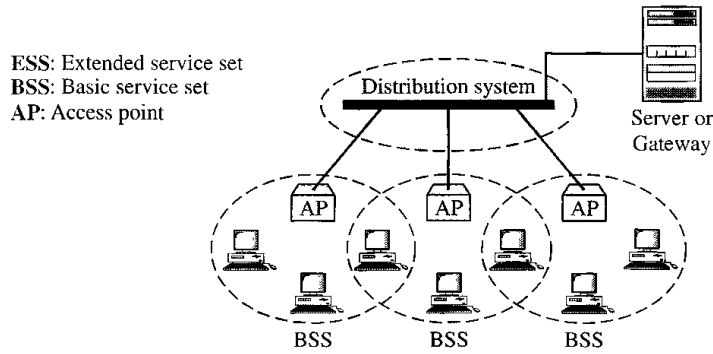 ESS: Extended service set
BSS: Basic service set
AP: Access point
Distribution system
Server or
Gateway
AP
AP
AP
BSS
BSS
BSS